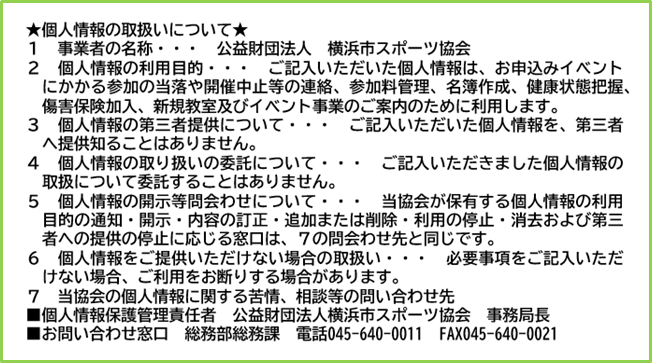 ★個人情報の取扱いについて★
１　事業者の名称・・・　公益財団法人　横浜市スポーツ協会
２　個人情報の利用目的・・・　ご記入いただいた個人情報は、お申込みイベント
にかかる参加の当落や開催中止等の連絡、参加料管理、名簿作成、健康状態把握、
傷害保険加入、新規教室及びイベント事業のご案内のために利用します。
３　個人情報の第三者提供について・・・　ご記入いただいた個人情報を、第三者
へ提供知ることはありません。
４　個人情報の取り扱いの委託について・・・　ご記入いただきました個人情報の
取扱について委託することはありません。
５　個人情報の開示等問会わせについて・・・　当協会が保有する個人情報の利用
目的の通知・開示・内容の訂正・追加または削除・利用の停止・消去および第三
者への提供の停止に応じる窓口は、７の問会わせ先と同じです。
６　個人情報をご提供いただけない場合の取扱い・・・　必要事項をご記入いただ
けない場合、ご利用をお断りする場合があります。
７　当協会の個人情報に関する苦情、相談等の問い合わせ先
■個人情報保護管理責任者　公益財団法人横浜市スポーツ協会　事務局長
■お問い合わせ窓口　総務部総務課　電話045-640-0011　FAX045-640-0021